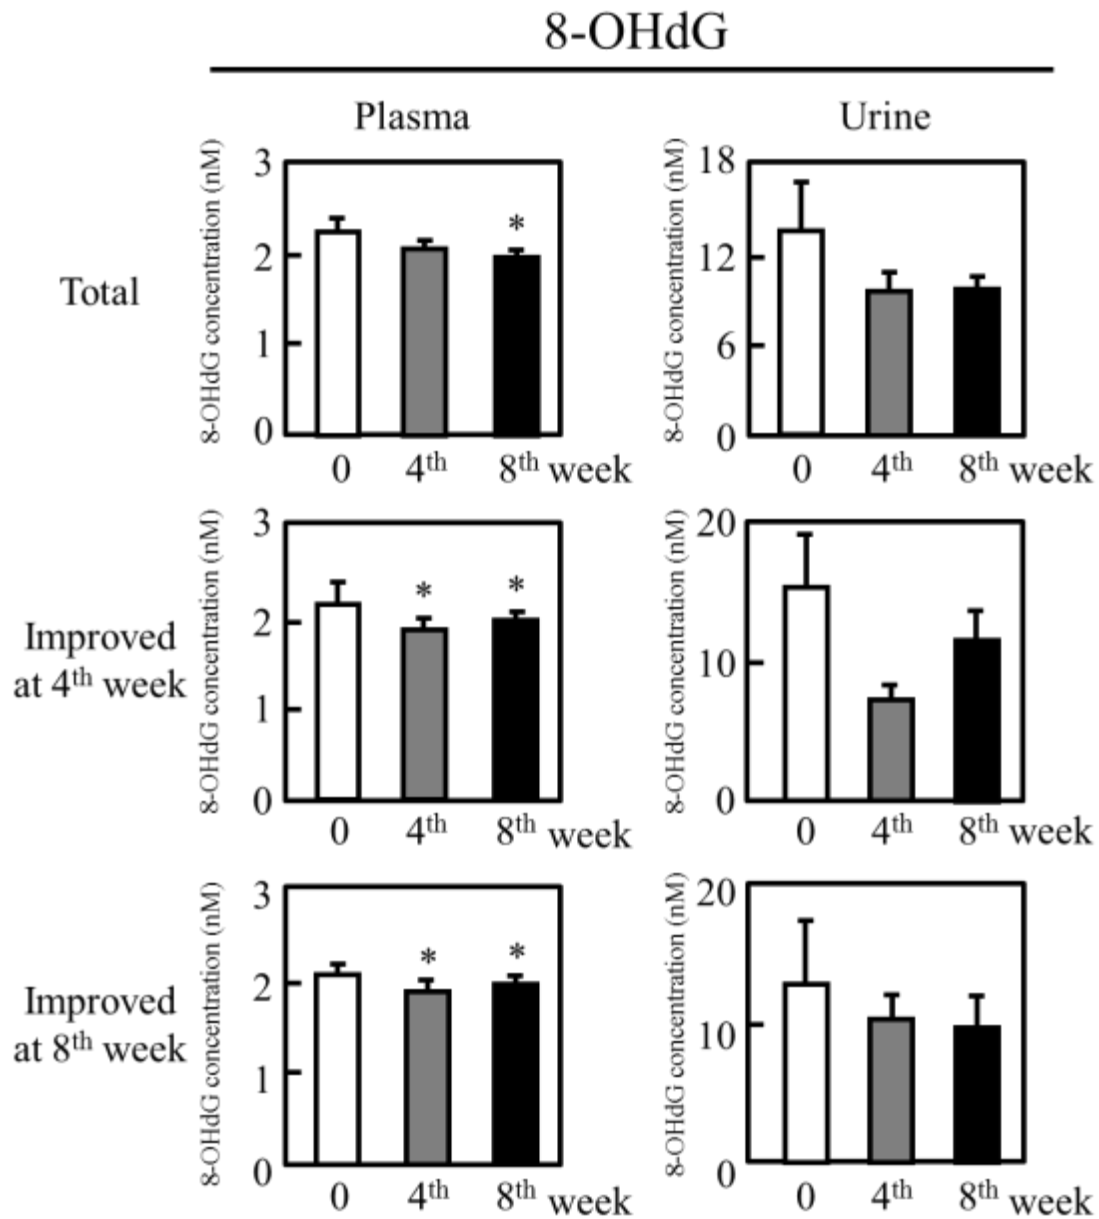 8-OHdG
Plasma
Urine
Total
8-OHdG concentration (nM)
3
2
1
0
*
0 4th 8th week
8-OHdG concentration (nM)
18
12
6
0
0 4th 8th week
Improved
at 4th week
8-OHdG concentration (nM)
3
2
1
0
* *
0 4th 8th week
8-OHdG concentration (nM)
20
10
0
0 4th 8th week
Improved
at 8th week
8-OHdG concentration (nM)
3
2
1
0
* *
0 4th 8th week
8-OHdG concentration (nM)
20
10
0
0 4th 8th week